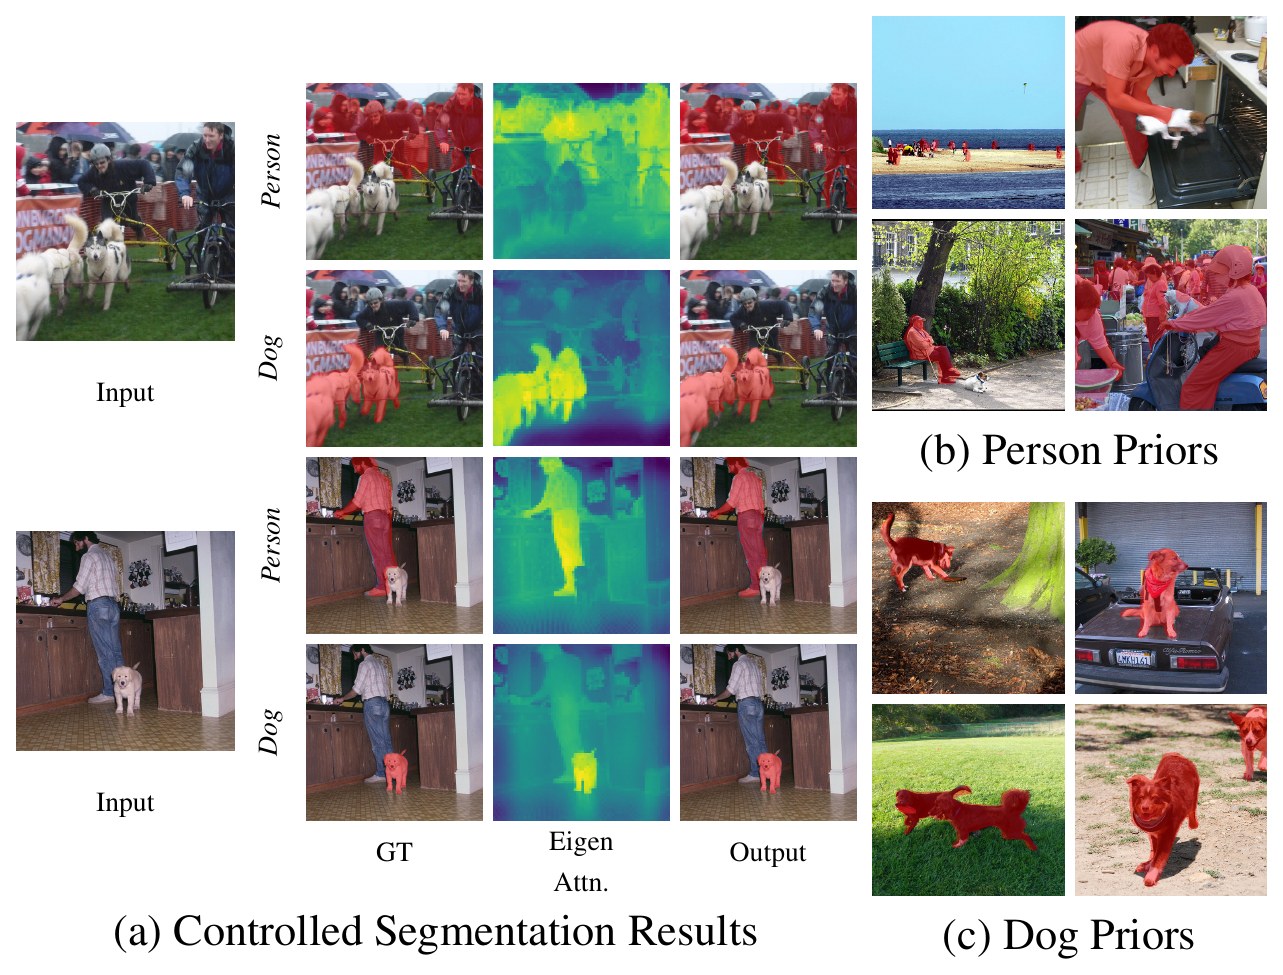 Person
Dog
Input
Person
Dog
Input
GT
Eigen
Attn.
Output
(a) Controlled Segmentation Results
(b) Person Priors
(c) Dog Priors